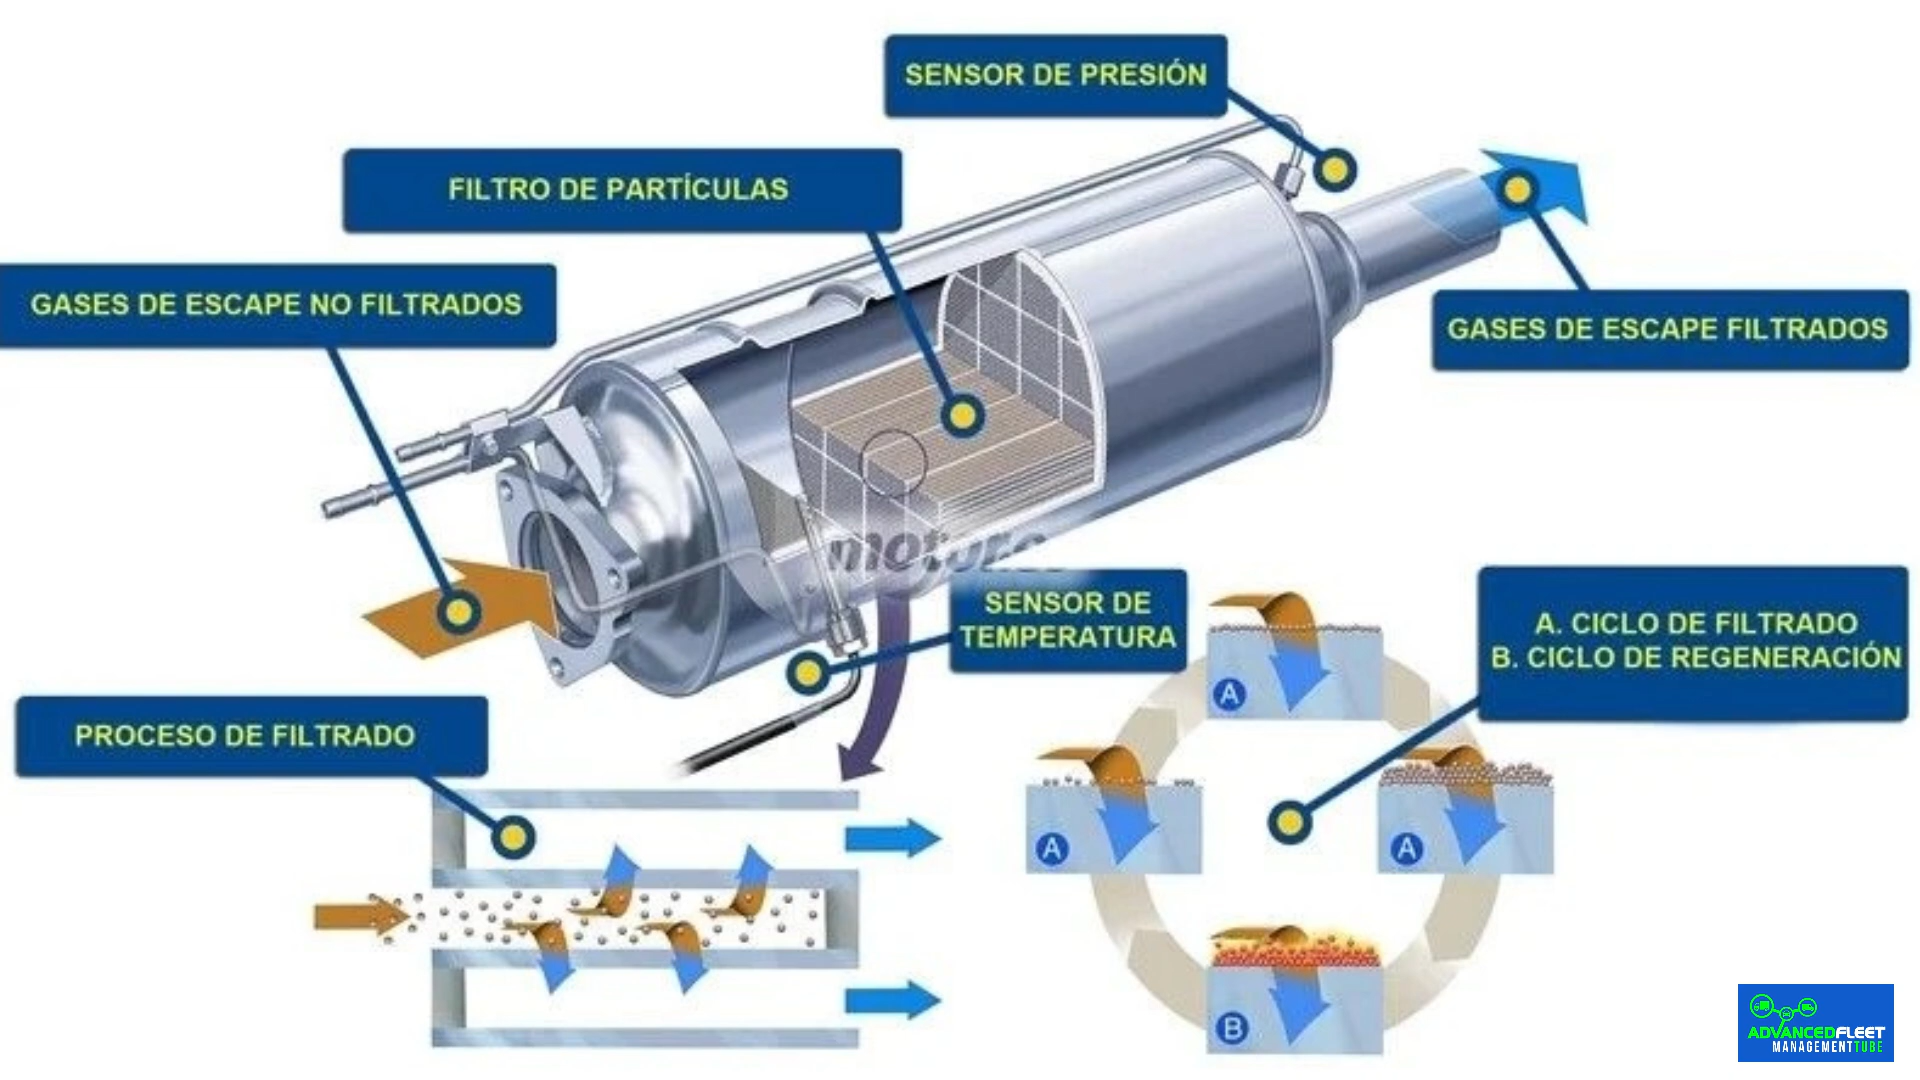 SENSOR DE PRESIÓN
FILTRO DE PARTÍCULAS
GASES DE ESCAPE NO FILTRADOS
GASES DE ESCAPE FILTRADOS
motores
SENSOR DE
TEMPERATURA
A. CICLO DE FILTRADO
B. CICLO DE REGENERACIÓN
PROCESO DE FILTRADO
A
A
A
B
ADVANCEDFLEET
MANAGEMENTTUBE